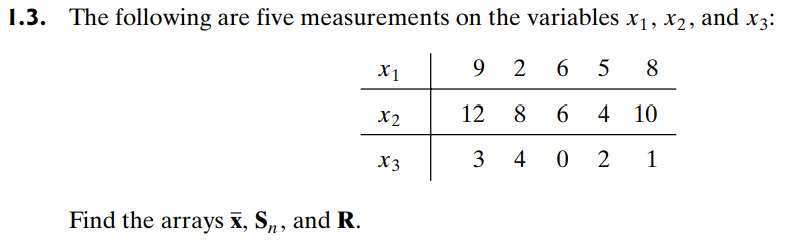 1.3. The following are five measurements on the variables x₁, x₂, and x₃:
x₁ 9 2 6 5 8
x₂ 12 8 6 4 10
x₃ 3 4 0 2 1
Find the arrays x̄, Sₙ, and R.